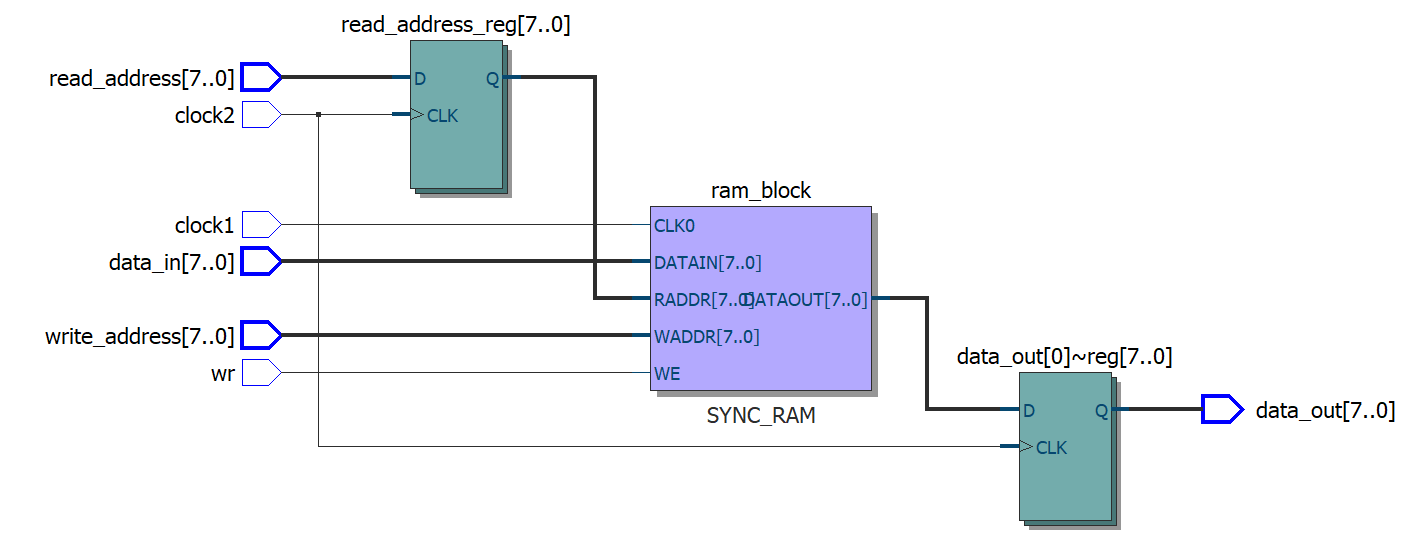 read_address_reg[7..0]
read_address[7..0]
D
Q
clock2
CLK
ram_block
clock1
CLK0
data_in[7..0]
DATAIN[7..0]
RADDR[7..0]
DATAOUT[7..0]
write_address[7..0]
WADDR[7..0]
wr
WE
SYNC_RAM
data_out[0]~reg[7..0]
D
Q
data_out[7..0]
CLK